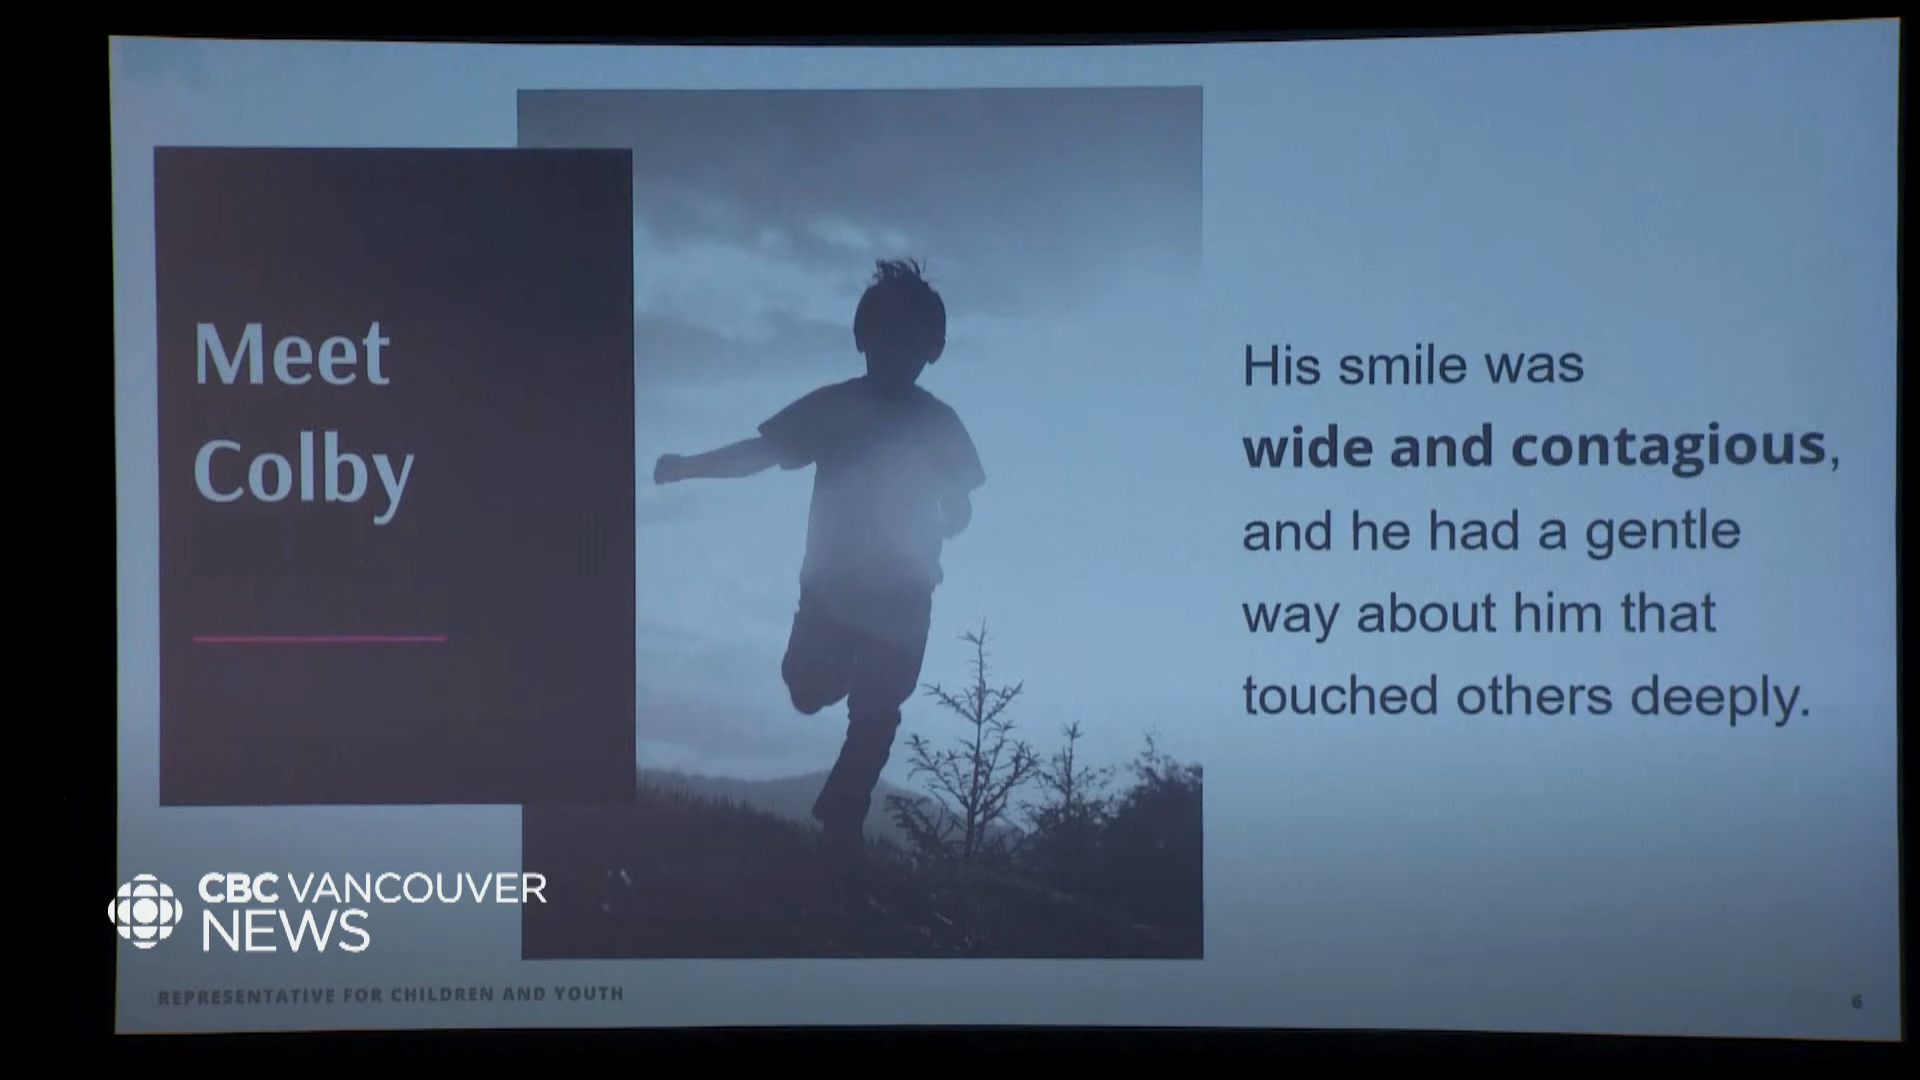 Meet
Colby
His smile was
wide and contagious,
and he had a gentle
way about him that
touched others deeply.
CBC VANCOUVER
NEWS
REPRESENTATIVE FOR CHILDREN AND YOUTH
6